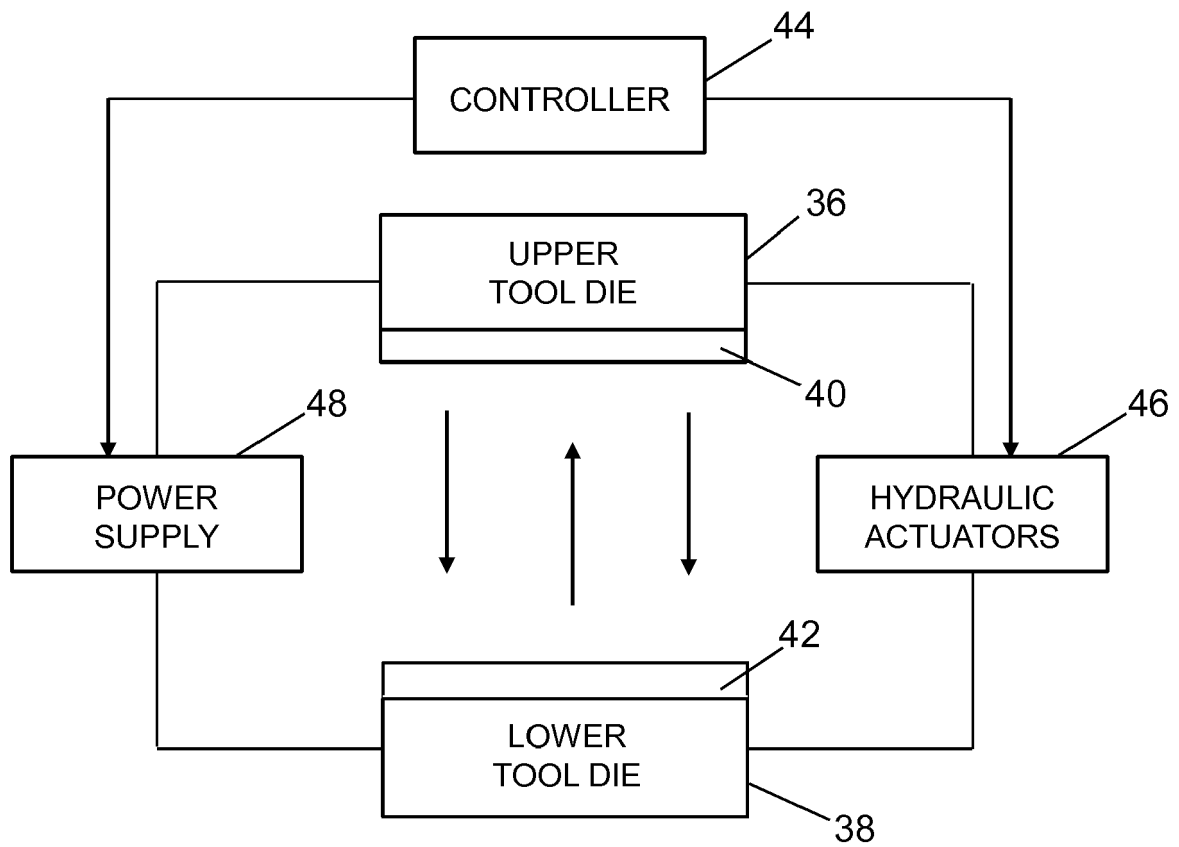 44
CONTROLLER
36
UPPER
TOOL DIE
40
48
46
POWER
SUPPLY
HYDRAULIC
ACTUATORS
42
LOWER
TOOL DIE
38